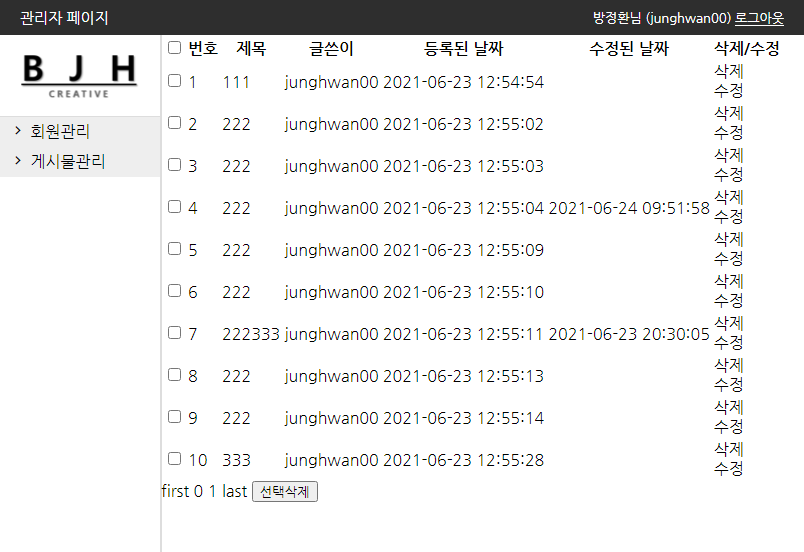 관리자 페이지 방정환님 (junghwan00) 로그아웃
B J H
CREATIVE
회원관리
게시물관리
번호 제목 글쓴이 등록된 날짜 수정된 날짜 삭제/수정
1 111 junghwan00 2021-06-23 12:54:54 삭제
수정
2 222 junghwan00 2021-06-23 12:55:02 삭제
수정
3 222 junghwan00 2021-06-23 12:55:03 삭제
수정
4 222 junghwan00 2021-06-23 12:55:04 2021-06-24 09:51:58 삭제
수정
5 222 junghwan00 2021-06-23 12:55:09 삭제
수정
6 222 junghwan00 2021-06-23 12:55:10 삭제
수정
7 222333 junghwan00 2021-06-23 12:55:11 2021-06-23 20:30:05 삭제
수정
8 222 junghwan00 2021-06-23 12:55:13 삭제
수정
9 222 junghwan00 2021-06-23 12:55:14 삭제
수정
10 333 junghwan00 2021-06-23 12:55:28 삭제
수정
first 0 1 last 선택삭제